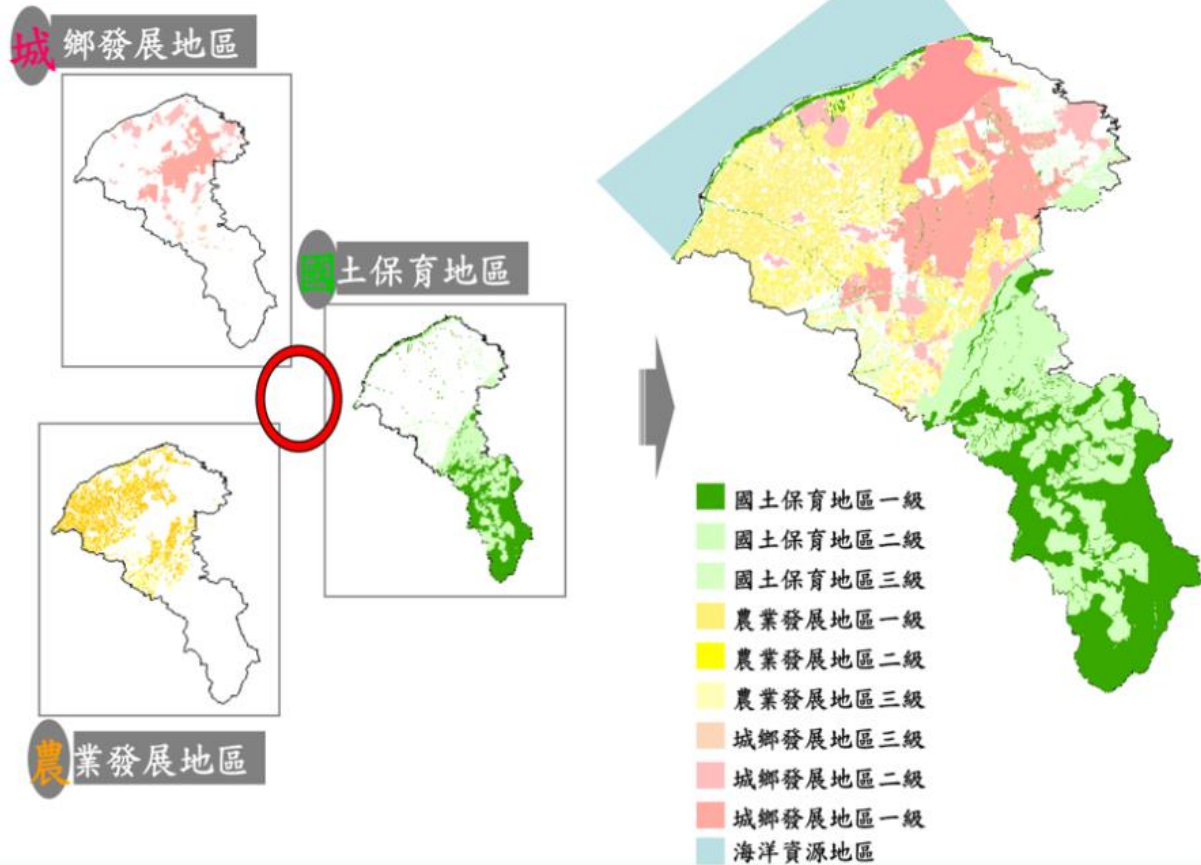 城鄉發展地區
國土保育地區
農業發展地區
國土保育地區一級
國土保育地區二級
國土保育地區三級
農業發展地區一級
農業發展地區二級
農業發展地區三級
城鄉發展地區三級
城鄉發展地區二級
城鄉發展地區一級
海洋資源地區